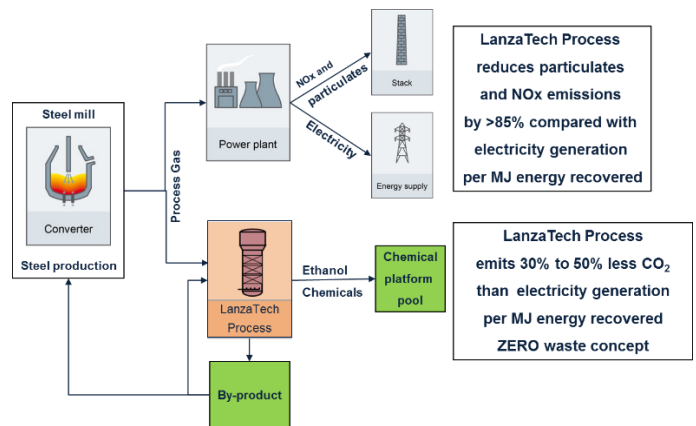 Steel mill
Converter
Steel production
Process Gas
Power plant
NOx and
particulates
Electricity
Stack
Energy supply
LanzaTech Process
reduces particulates
and NOx emissions
by >85% compared with
electricity generation
per MJ energy recovered
LanzaTech
Process
Ethanol
Chemicals
Chemical
platform
pool
By-product
LanzaTech Process
emits 30% to 50% less CO₂
than electricity generation
per MJ energy recovered
ZERO waste concept